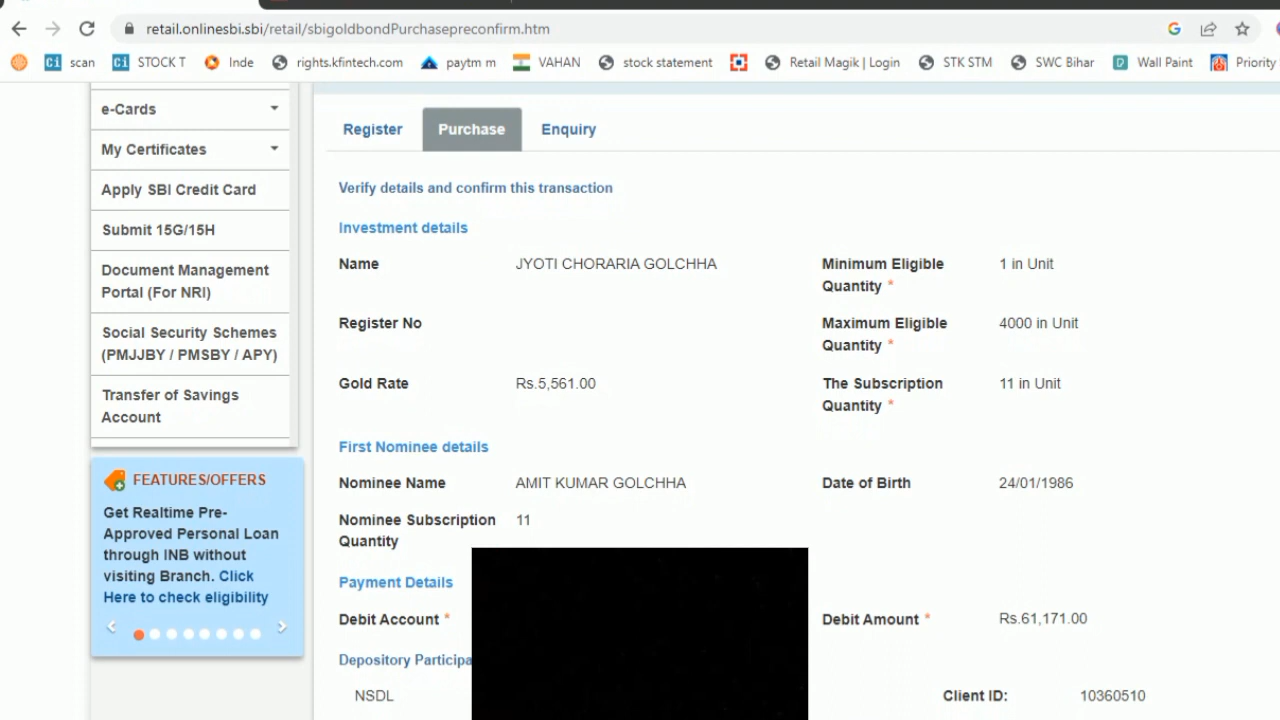 retail.onlinesbi.sbi/retail/sbigoldbondPurchasepreconfirm.htm
scan STOCK T Inde rights.kfintech.com paytm m VAHAN stock statement Retail Magik | Login STK STM SWC Bihar Wall Paint Priority
e-Cards
My Certificates
Apply SBI Credit Card
Submit 15G/15H
Document Management
Portal (For NRI)
Social Security Schemes
(PMJJBY / PMSBY / APY)
Transfer of Savings
Account
FEATURES/OFFERS
Get Realtime Pre-
Approved Personal Loan
through INB without
visiting Branch. Click
Here to check eligibility
Register Purchase Enquiry
Verify details and confirm this transaction
Investment details
Name JYOTI CHORARIA GOLCHHA Minimum Eligible 1 in Unit
Quantity *
Register No Maximum Eligible 4000 in Unit
Quantity *
Gold Rate Rs.5,561.00 The Subscription 11 in Unit
Quantity *
First Nominee details
Nominee Name AMIT KUMAR GOLCHHA Date of Birth 24/01/1986
Nominee Subscription 11
Quantity
Payment Details
Debit Account * Debit Amount * Rs.61,171.00
Depository Participa
NSDL Client ID: 10360510